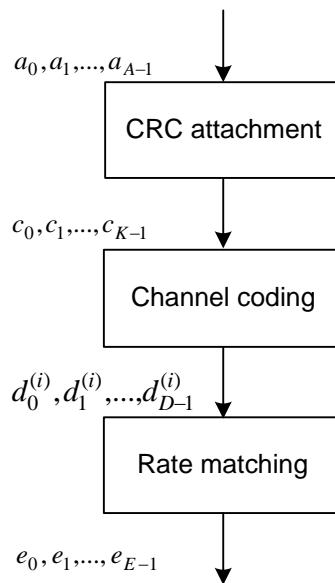 a_0, a_1,..., a_{A-1}
CRC attachment
c_0, c_1,..., c_{K-1}
Channel coding
d_0^{(i)}, d_1^{(i)},..., d_{D-1}^{(i)}
Rate matching
e_0, e_1,..., e_{E-1}